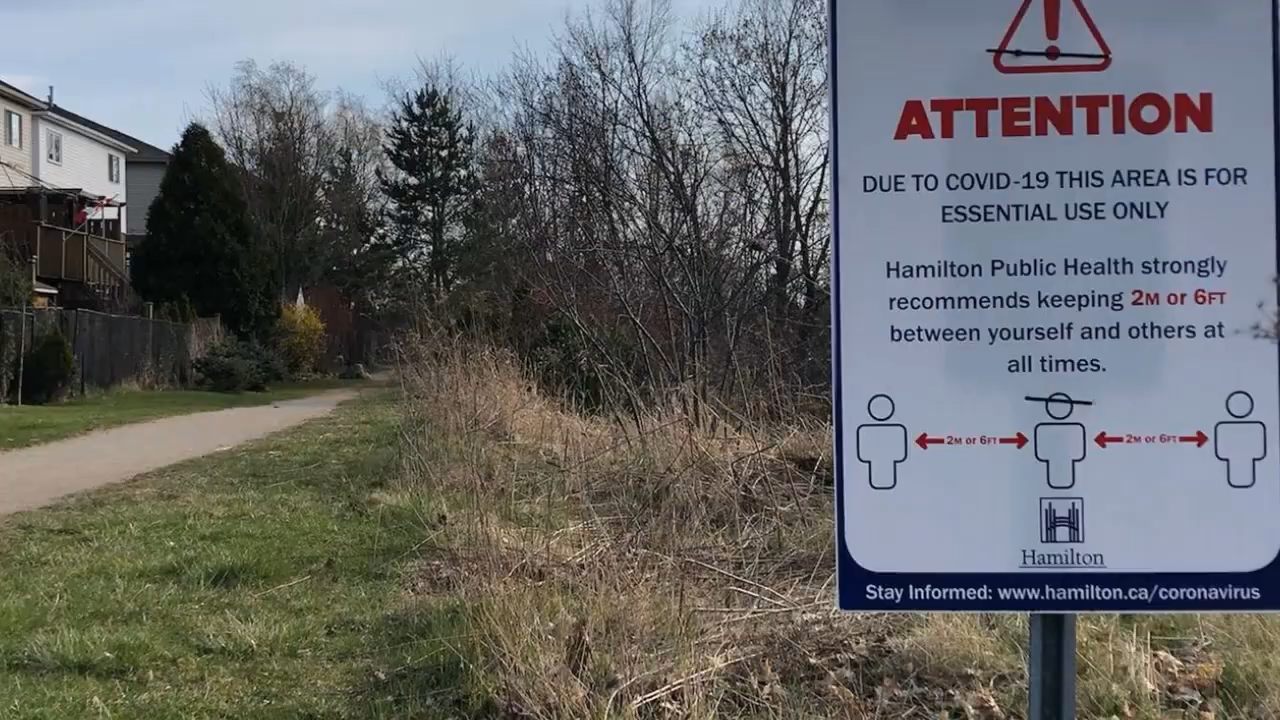 ATTENTION
DUE TO COVID-19 THIS AREA IS FOR
ESSENTIAL USE ONLY
Hamilton Public Health strongly
recommends keeping 2M or 6FT
between yourself and others at
all times.
2M or 6FT 2M or 6FT
Hamilton
Stay Informed: www.hamilton.ca/coronavirus